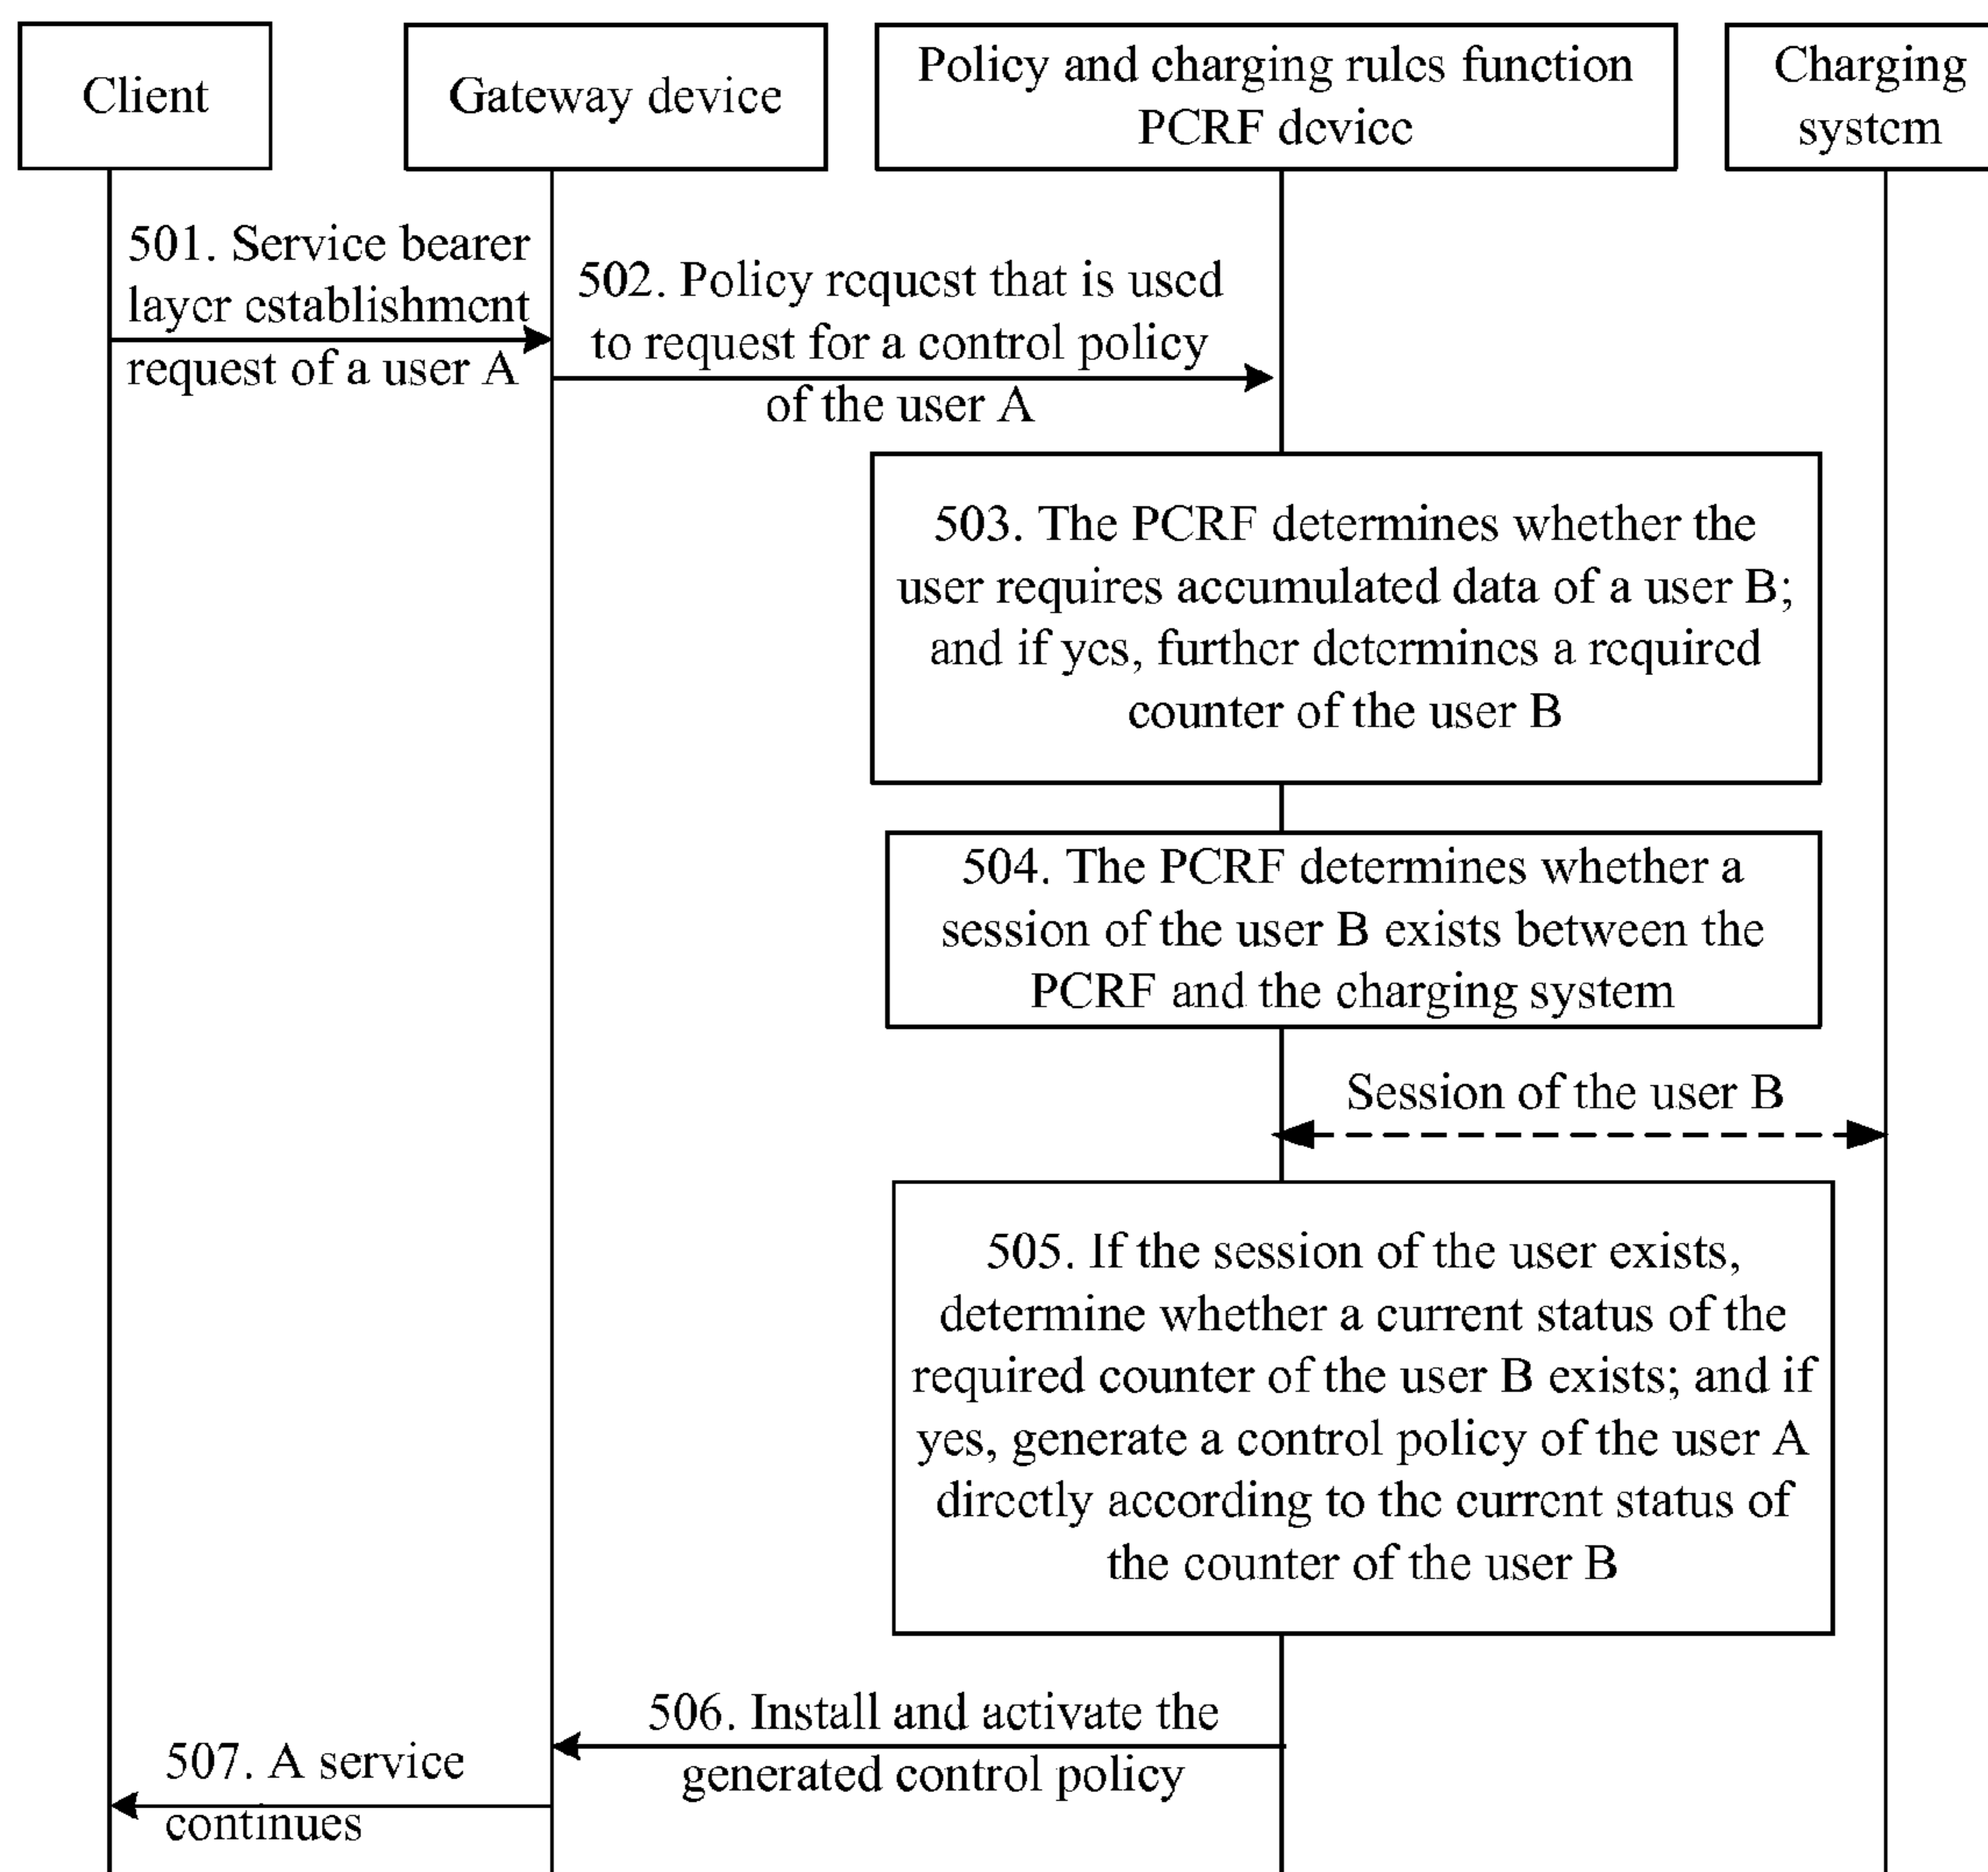 Client
Gateway device
Policy and charging rules function
PCRF device
Charging
system
501. Service bearer
layer establishment
request of a user A
502. Policy request that is used
to request for a control policy
of the user A
503. The PCRF determines whether the
user requires accumulated data of a user B;
and if yes, further determines a required
counter of the user B
504. The PCRF determines whether a
session of the user B exists between the
PCRF and the charging system
Session of the user B
505. If the session of the user exists,
determine whether a current status of the
required counter of the user B exists; and if
yes, generate a control policy of the user A
directly according to the current status of
the counter of the user B
506. Install and activate the
generated control policy
507. A service
continues